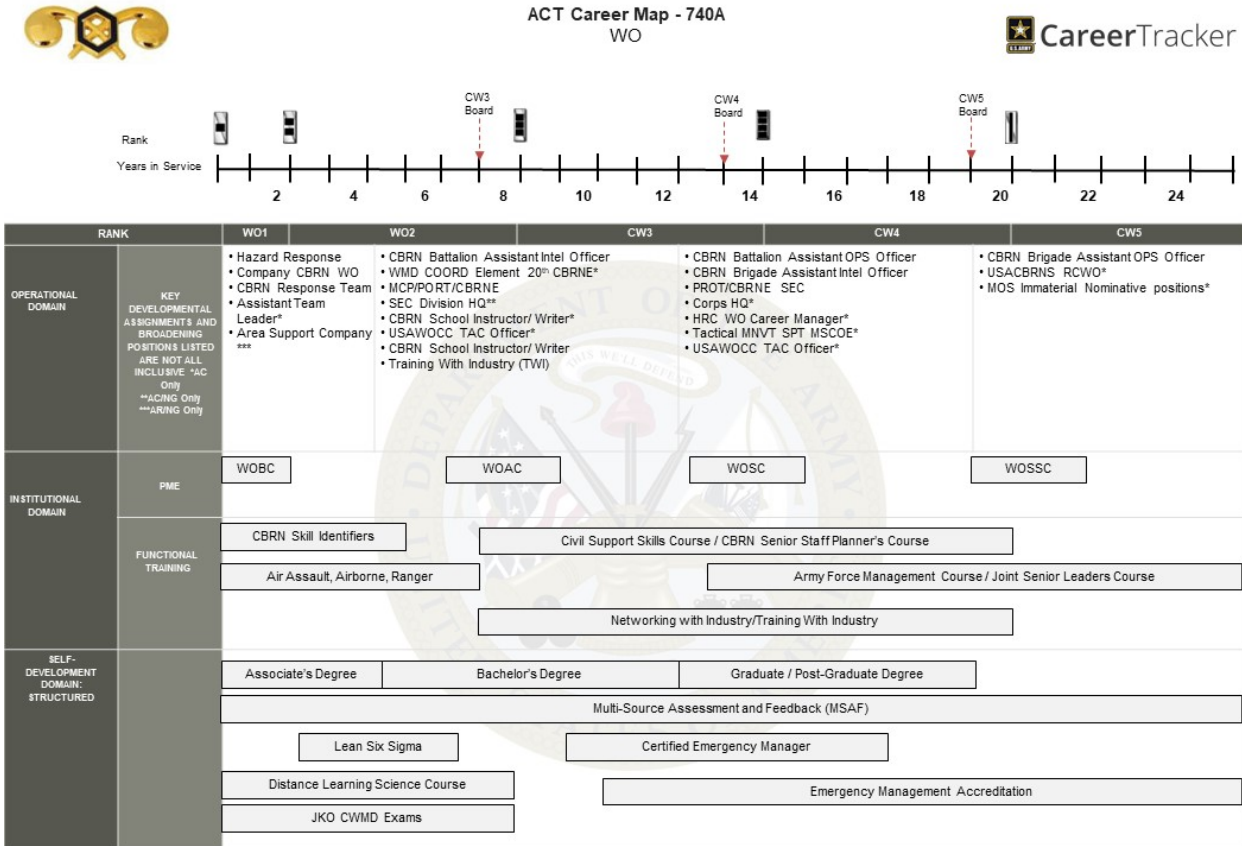 ACT Career Map - 740A
WO
U.S.ARMY
CareerTracker
CW3
Board
CW4
Board
CW5
Board
Rank
Years in Service
2 4 6 8 10 12 14 16 18 20 22 24
RANK
WO1
WO2
CW3
CW4
CW5
OPERATIONAL
DOMAIN
KEY
DEVELOPMENTAL
ASSIGNMENTS AND
BROADENING
POSITIONS LISTED
ARE NOT ALL
INCLUSIVE *AC
Only
**AC/NG Only
***AR/NG Only
• Hazard Response
• Company CBRN WO
• CBRN Response Team
• Assistant Team
Leader*
• Area Support Company
***
• CBRN Battalion Assistant Intel Officer
• WMD COORD Element 20th CBRNE*
• MCP/PORT/CBRNE
• SEC Division HQ**
• CBRN School Instructor/ Writer*
• USAWOCC TAC Officer*
• CBRN School Instructor/ Writer
• Training With Industry (TWI)
• CBRN Battalion Assistant OPS Officer
• CBRN Brigade Assistant Intel Officer
• PROT/CBRNE SEC
• Corps HQ*
• HRC WO Career Manager*
• Tactical MNVT SPT MSCOE*
• USAWOCC TAC Officer*
• CBRN Brigade Assistant OPS Officer
• USACBRNS RCWO*
• MOS Immaterial Nominative positions*
DEPARTMENT OF THE ARMY
THIS WE'LL DEFEND
INSTITUTIONAL
DOMAIN
PME
WOBC
WOAC
WOSC
WOSSC
FUNCTIONAL
TRAINING
CBRN Skill Identifiers
Civil Support Skills Course / CBRN Senior Staff Planner's Course
Air Assault, Airborne, Ranger
Army Force Management Course / Joint Senior Leaders Course
Networking with Industry/Training With Industry
SELF-
DEVELOPMENT
DOMAIN:
STRUCTURED
Associate's Degree
Bachelor's Degree
Graduate / Post-Graduate Degree
Multi-Source Assessment and Feedback (MSAF)
Lean Six Sigma
Certified Emergency Manager
Distance Learning Science Course
Emergency Management Accreditation
JKO CWMD Exams